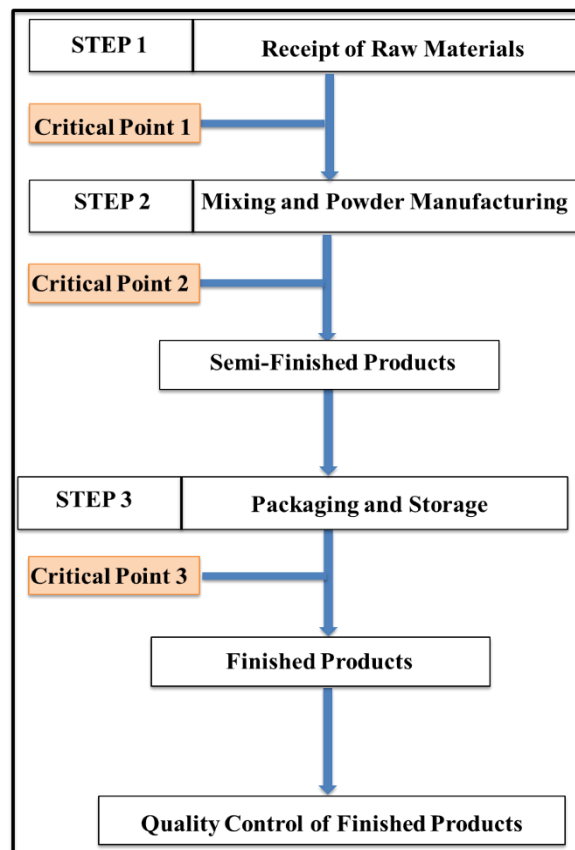 STEP 1 Receipt of Raw Materials
Critical Point 1
STEP 2 Mixing and Powder Manufacturing
Critical Point 2
Semi-Finished Products
STEP 3 Packaging and Storage
Critical Point 3
Finished Products
Quality Control of Finished Products